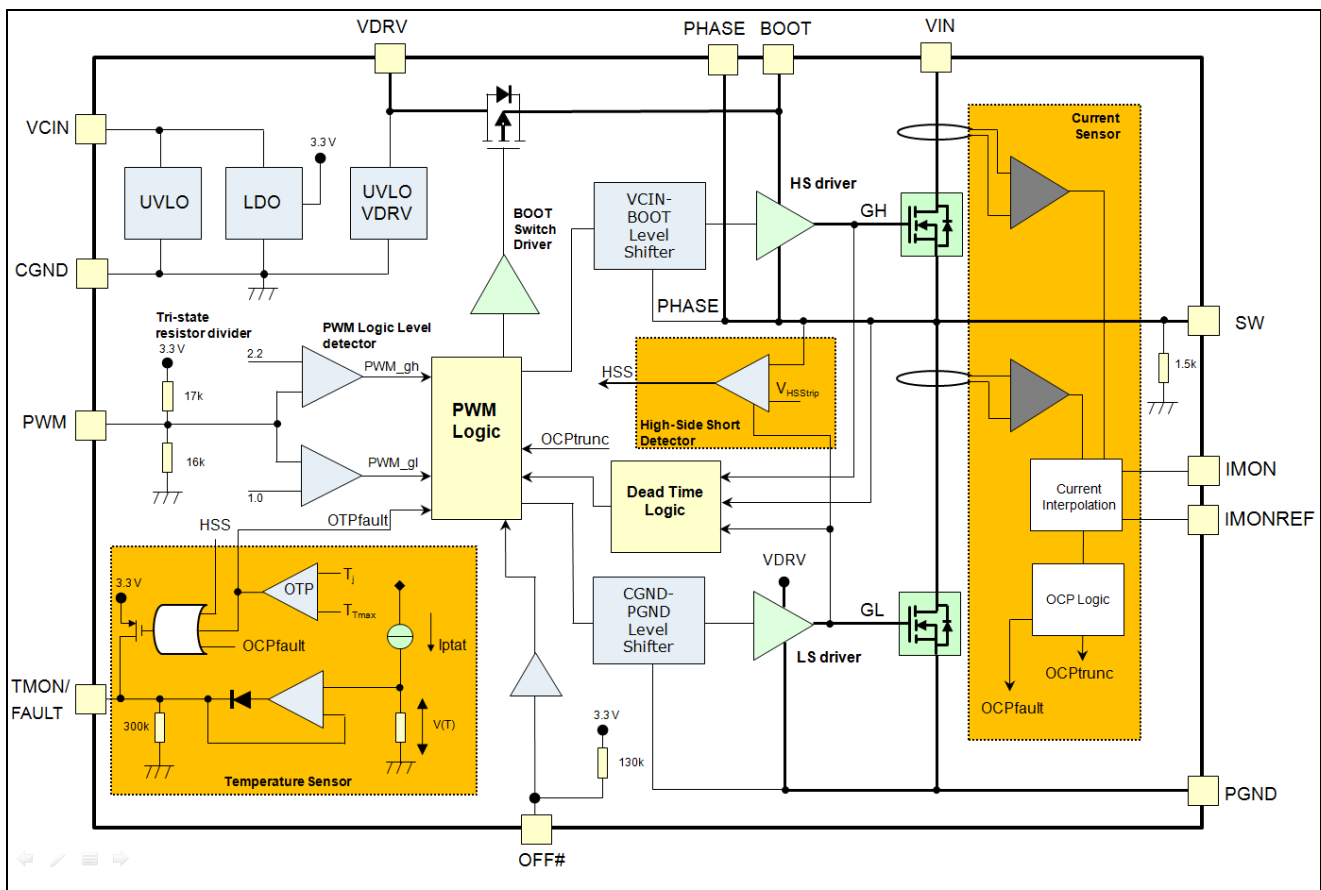 VDRV
PHASE
BOOT
VIN
VCIN
3.3 V
UVLO
LDO
UVLO
VDRV
BOOT
Switch
Driver
VCIN-
BOOT
Level
Shifter
HS driver
GH
Current
Sensor
CGND
PHASE
SW
1.5k
Tri-state
resistor divider
3.3 V
17k
16k
PWM
2.2
1.0
PWM Logic Level
detector
PWM_gh
PWM_gl
PWM
Logic
HSS
VHSStrip
High-Side Short
Detector
OCPtrunc
Dead Time
Logic
Current
Interpolation
IMON
IMONREF
OCP Logic
OCPtrunc
OCPfault
HSS
OTPfault
3.3 V
OTP
Tj
TTmax
OCPfault
Iptat
V(T)
300k
Temperature Sensor
TMON/
FAULT
CGND-
PGND
Level
Shifter
VDRV
LS driver
GL
3.3 V
130k
PGND
OFF#